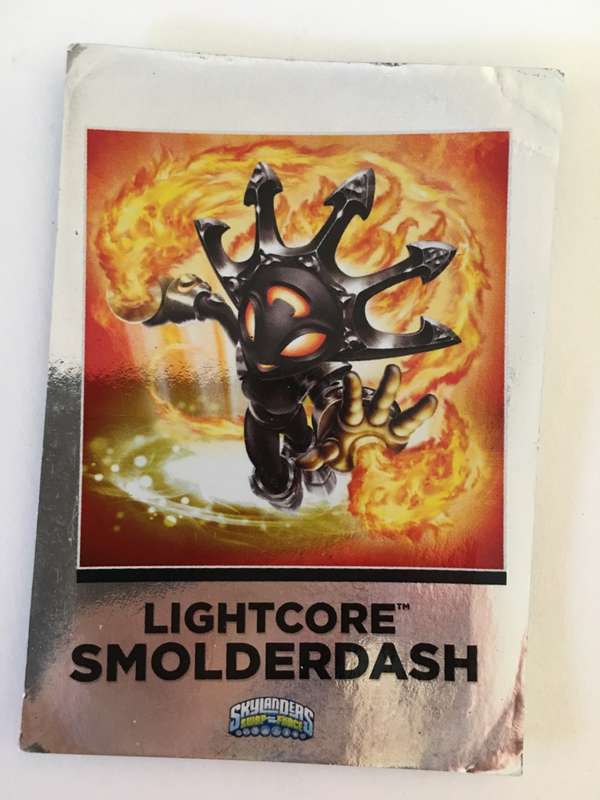 LIGHTCORE™
SMOLDERDASH
SKYLANDERS
SWAP FORCE